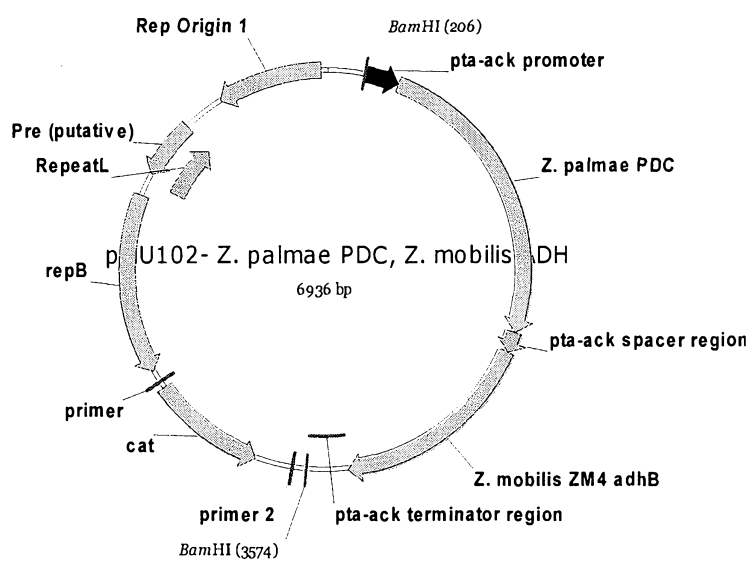 Rep Origin 1
BamHI (206)
pta-ack promoter
Pre (putative)
RepeatL
Z. palmae PDC
p U102- Z. palmae PDC, Z. mobilis ADH
repB
6936 bp
pta-ack spacer region
primer
cat
Z. mobilis ZM4 adhB
primer 2
pta-ack terminator region
BamHI (3574)